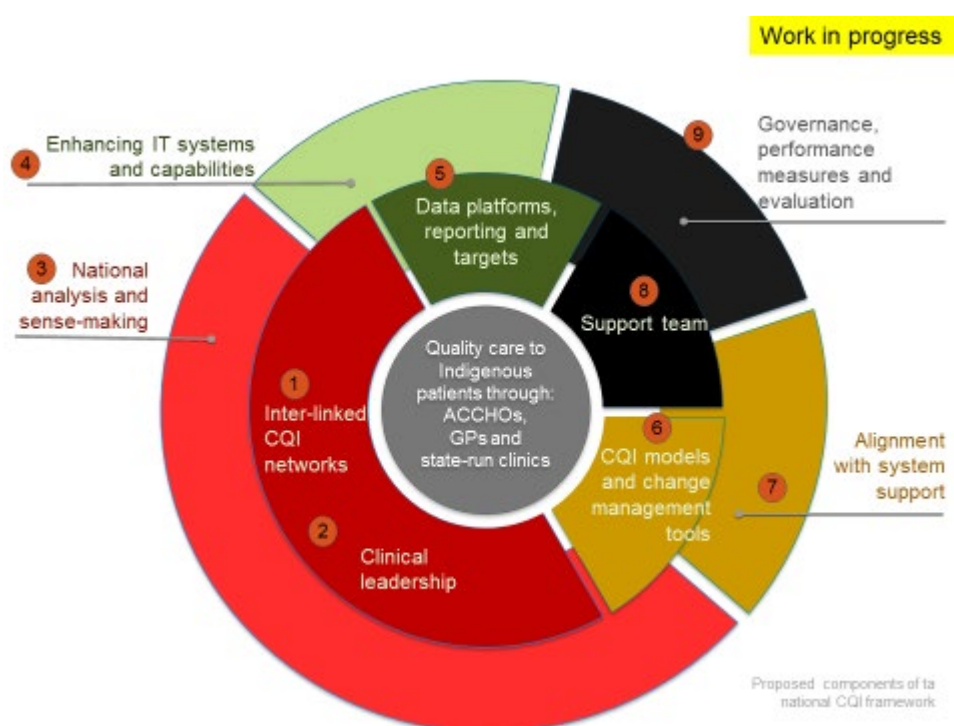 Work in progress
4
Enhancing IT systems
and capabilities
9
Governance,
performance
measures and
evaluation
5
Data platforms,
reporting and
targets
3
National
analysis and
sense-making
8
Support team
Quality care to
Indigenous
patients through:
ACCHOs,
GPs and
state-run clinics
1
Inter-linked
CQI
networks
6
CQI models
and change
management
tools
Alignment
with system
support
7
2
Clinical
leadership
Proposed components of ta
national CQI framework